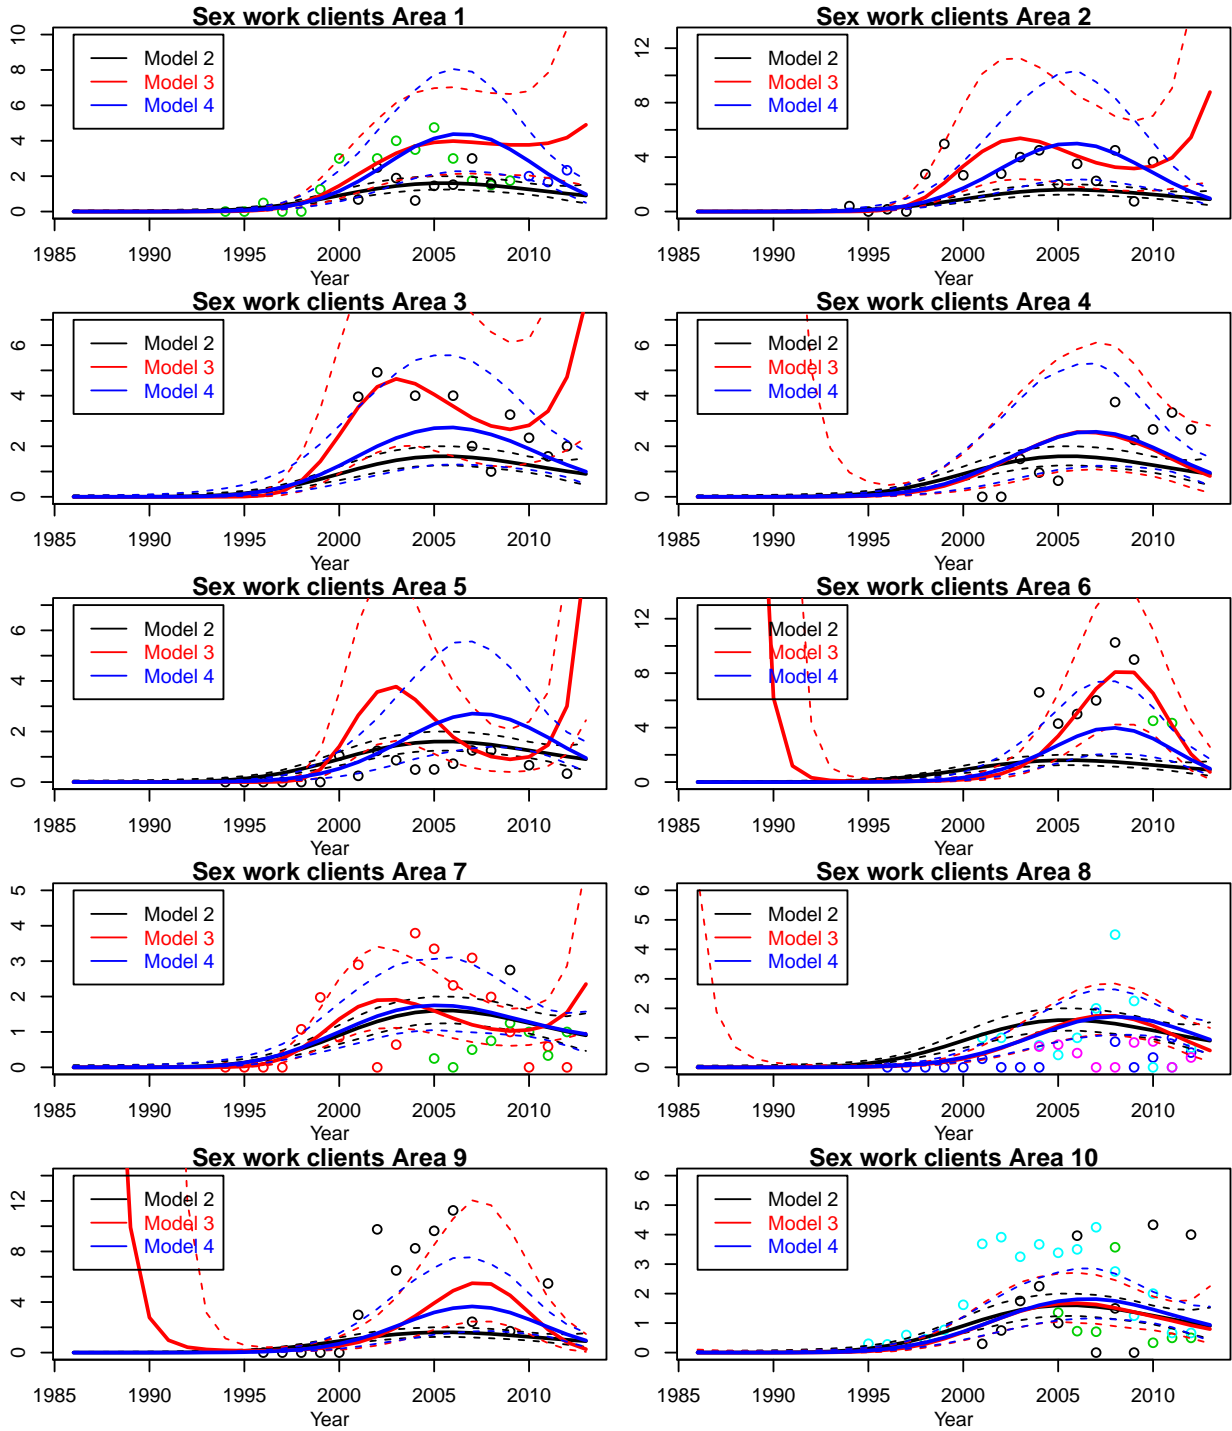 Sex work clients Area 1
10
8
6
4
2
0
Model 2
Model 3
Model 4
1985 1990 1995 2000 2005 2010
Year
Sex work clients Area 2
12
8
4
0
Model 2
Model 3
Model 4
1985 1990 1995 2000 2005 2010
Year
Sex work clients Area 3
6
4
2
0
Model 2
Model 3
Model 4
1985 1990 1995 2000 2005 2010
Year
Sex work clients Area 4
6
4
2
0
Model 2
Model 3
Model 4
1985 1990 1995 2000 2005 2010
Year
Sex work clients Area 5
6
4
2
0
Model 2
Model 3
Model 4
1985 1990 1995 2000 2005 2010
Year
Sex work clients Area 6
12
8
4
0
Model 2
Model 3
Model 4
1985 1990 1995 2000 2005 2010
Year
Sex work clients Area 7
5
4
3
2
1
0
Model 2
Model 3
Model 4
1985 1990 1995 2000 2005 2010
Year
Sex work clients Area 8
6
5
4
3
2
1
0
Model 2
Model 3
Model 4
1985 1990 1995 2000 2005 2010
Year
Sex work clients Area 9
12
8
4
0
Model 2
Model 3
Model 4
1985 1990 1995 2000 2005 2010
Year
Sex work clients Area 10
6
5
4
3
2
1
0
Model 2
Model 3
Model 4
1985 1990 1995 2000 2005 2010
Year